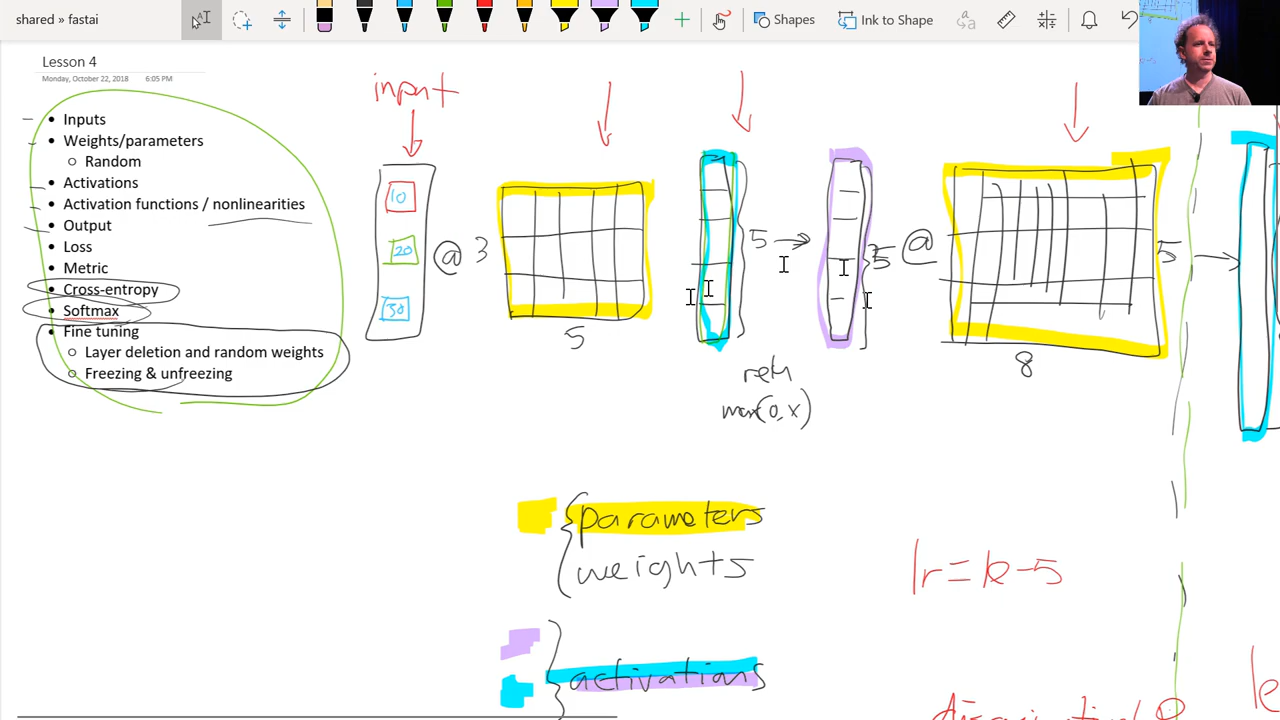 shared » fastai
Shapes
Ink to Shape
Lesson 4
Monday, October 22, 2018 6:05 PM
• Inputs
• Weights/parameters
○ Random
• Activations
• Activation functions / nonlinearities
• Output
• Loss
• Metric
• Cross-entropy
• Softmax
• Fine tuning
○ Layer deletion and random weights
○ Freezing & unfreezing
input
10
20
30
@ 3
5
5
5
@
5
8
relu
max(0,x)
parameters
weights
activations
lr = 1e-5